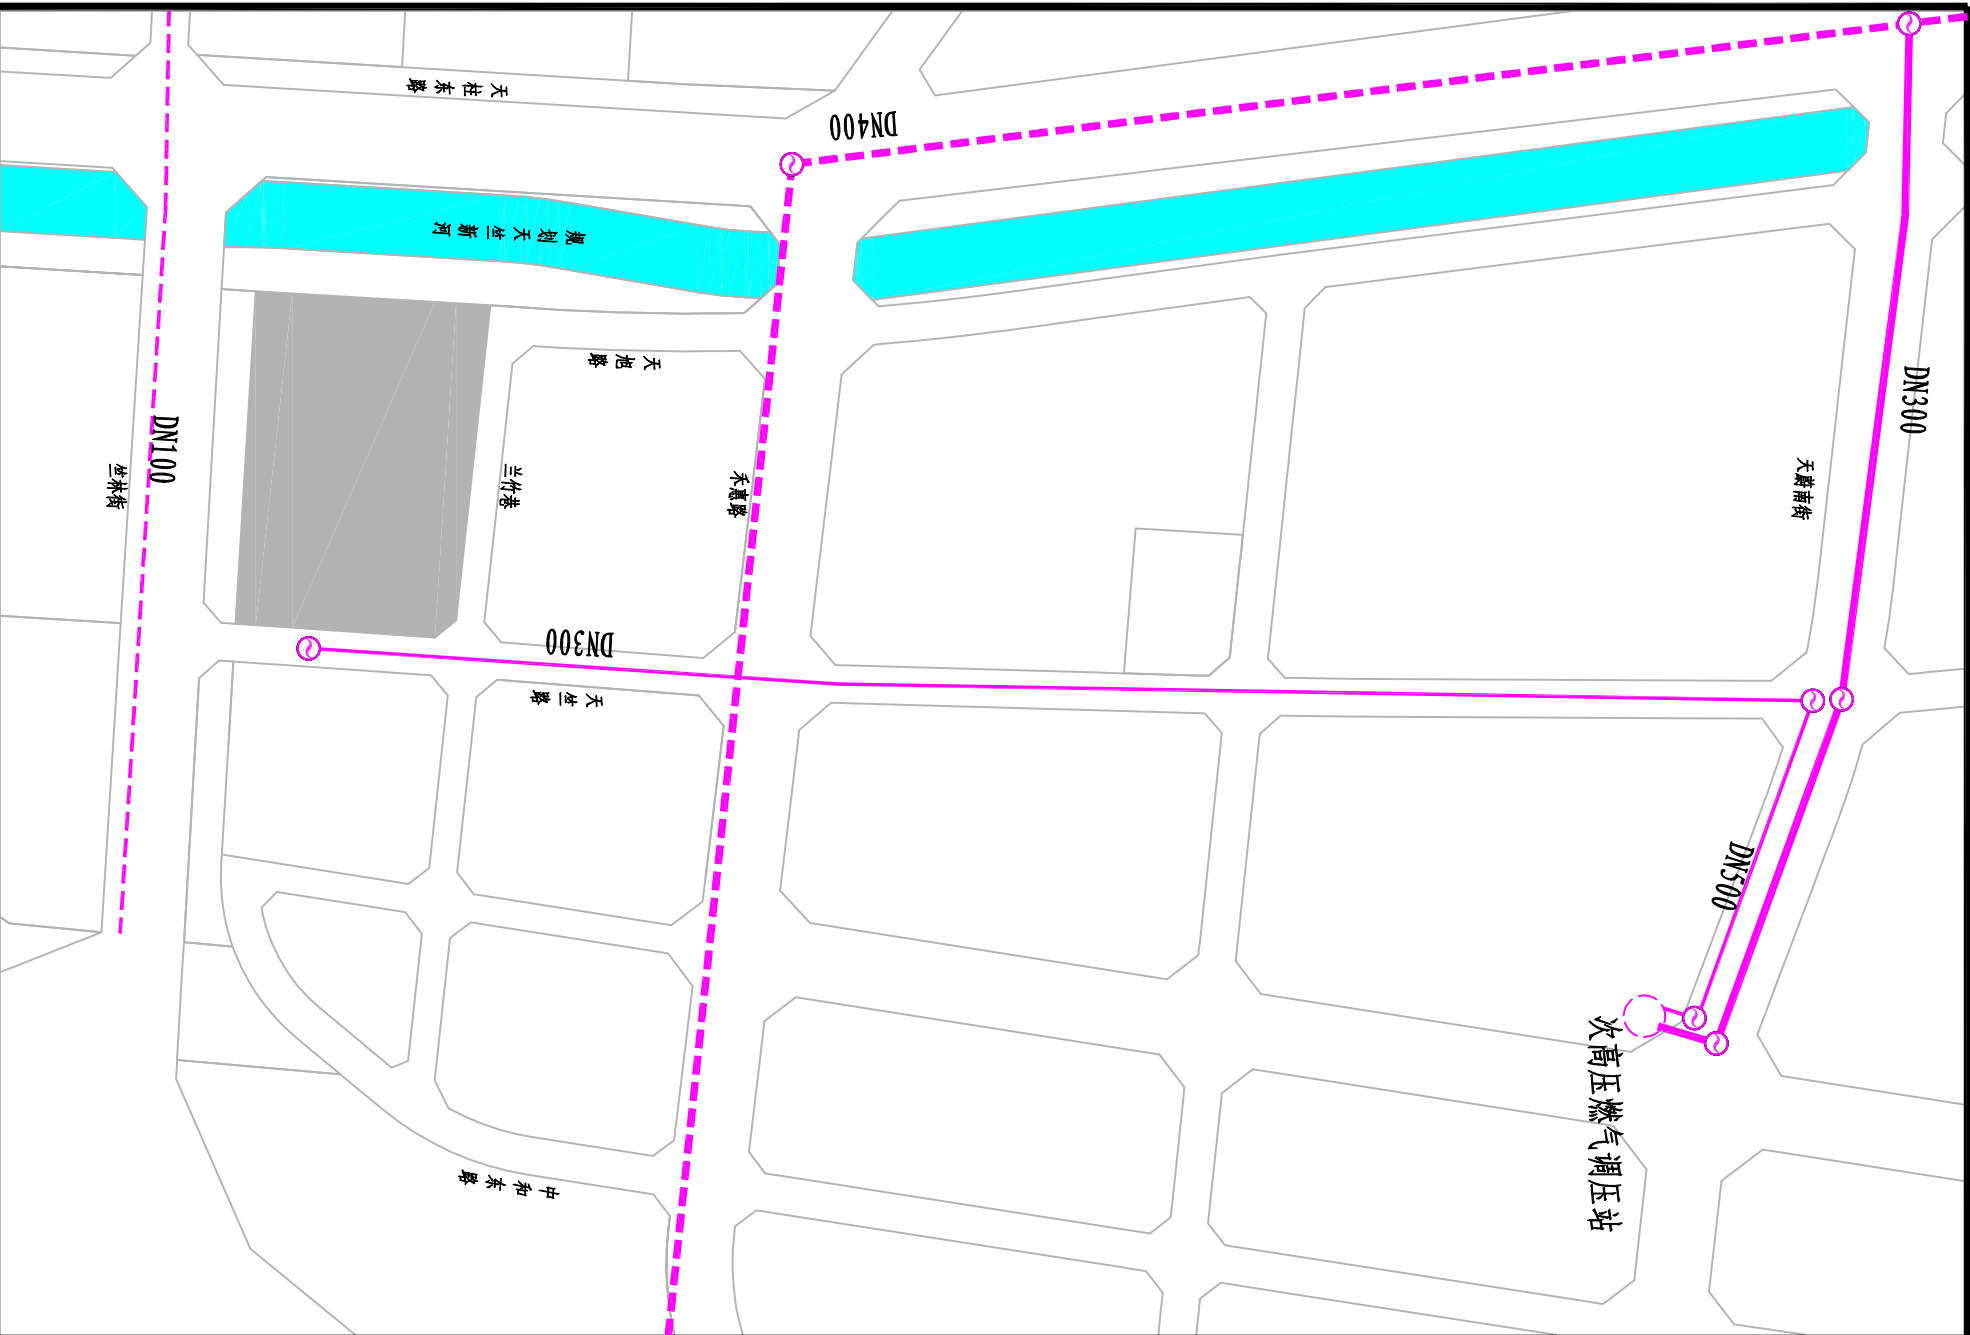 天柱东路
DN400
规划天竺新河
天旭路
DN300
DN100
竺林街
兰竹巷
禾惠路
天蔚南街
DN300
天竺路
DN500
次高压燃气调压站
中和东路